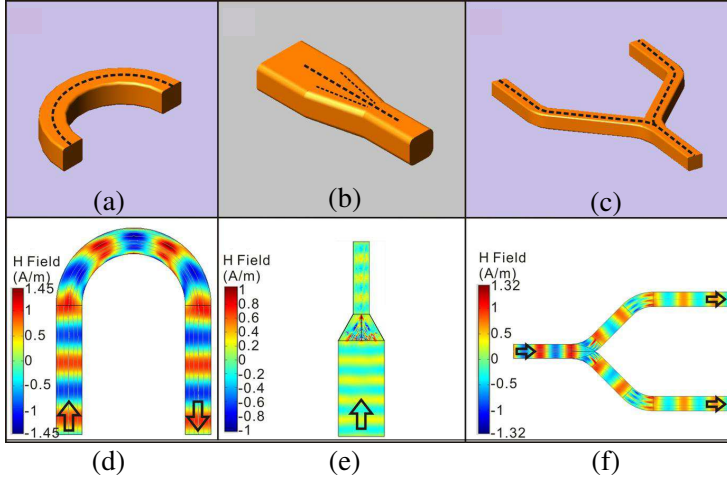 (a)
(b)
(c)
H Field
(A/m)
1.45
1
0.5
0
-0.5
-1
-1.45
H Field
(A/m)
1
0.8
0.6
0.4
0.2
0
-0.2
-0.4
-0.6
-0.8
-1
H Field
(A/m)
1.32
1
0.5
0
-0.5
-1
-1.32
(d)
(e)
(f)